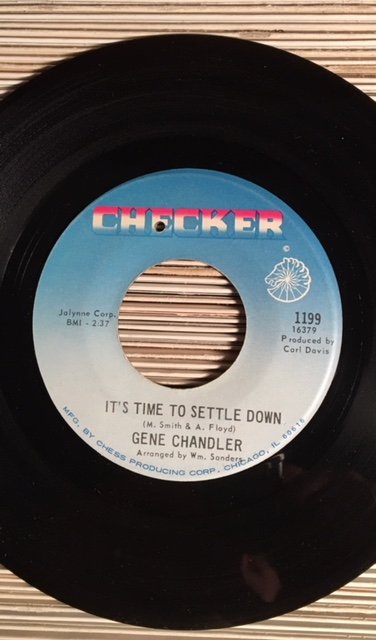 CHECKER
©
Jalynne Corp.
BMI - 2:37
1199
16379
Produced by
Carl Davis
IT'S TIME TO SETTLE DOWN
(M. Smith & A. Floyd)
GENE CHANDLER
Arranged by Wm. Sanders
MFG. BY CHESS PRODUCING CORP. CHICAGO, IL 60616